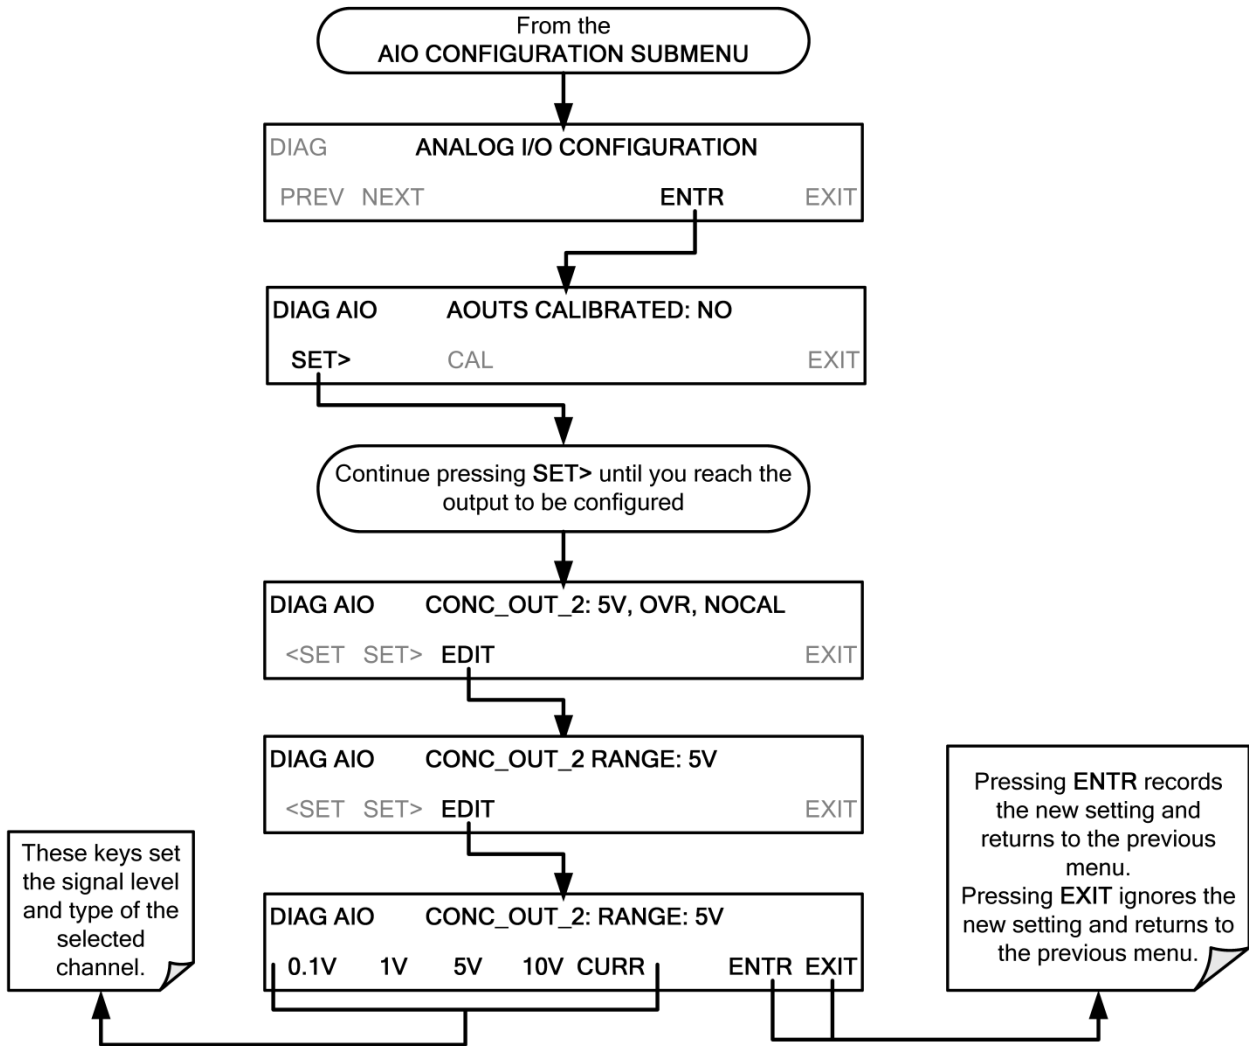 From the
AIO CONFIGURATION SUBMENU
DIAG ANALOG I/O CONFIGURATION
PREV NEXT ENTR EXIT
DIAG AIO AOUTS CALIBRATED: NO
SET> CAL EXIT
Continue pressing SET> until you reach the
output to be configured
DIAG AIO CONC_OUT_2: 5V, OVR, NOCAL
<SET SET> EDIT EXIT
DIAG AIO CONC_OUT_2 RANGE: 5V
<SET SET> EDIT EXIT
These keys set
the signal level
and type of the
selected
channel.
DIAG AIO CONC_OUT_2: RANGE: 5V
0.1V 1V 5V 10V CURR ENTR EXIT
Pressing ENTR records
the new setting and
returns to the previous
menu.
Pressing EXIT ignores the
new setting and returns to
the previous menu.